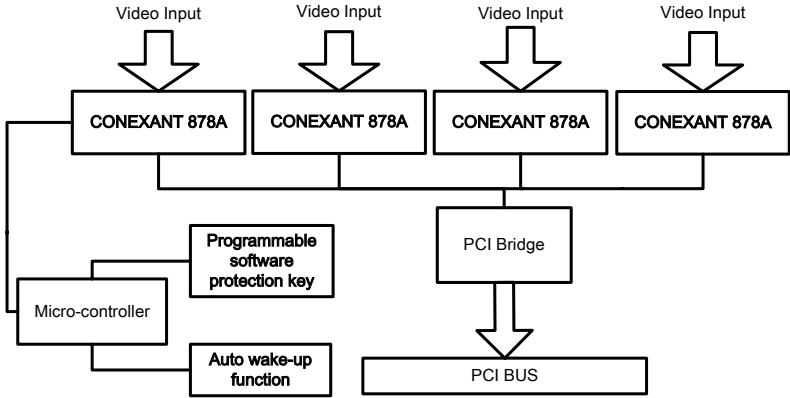 Video Input
Video Input
Video Input
Video Input
CONEXANT 878A
CONEXANT 878A
CONEXANT 878A
CONEXANT 878A
Programmable
software
protection key
PCI Bridge
Micro-controller
Auto wake-up
function
PCI BUS